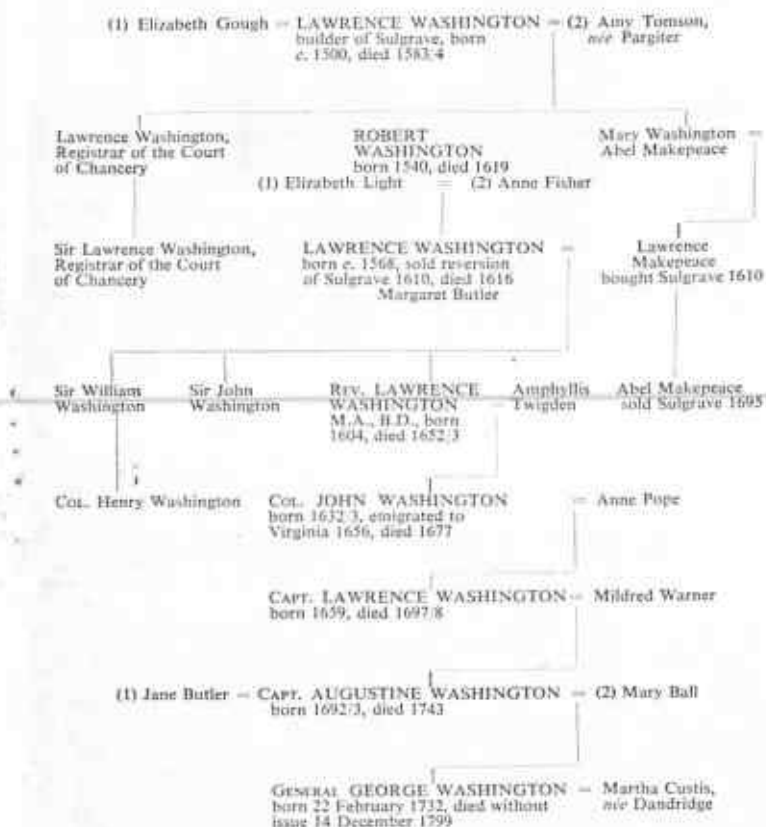 (1) Elizabeth Gough = LAWRENCE WASHINGTON = (2) Amy Tomson,
builder of Sulgrave, born née Pargiter
c. 1500, died 1583/4
Lawrence Washington, ROBERT Mary Washington =
Registrar of the Court WASHINGTON Abel Makepeace
of Chancery born 1540, died 1619
(1) Elizabeth Light = (2) Anne Fisher
Sir Lawrence Washington, LAWRENCE WASHINGTON = Lawrence
Registrar of the Court born c. 1568, sold reversion Makepeace
of Chancery of Sulgrave 1610, died 1616 bought Sulgrave 1610
Margaret Butler
Sir William Sir John REV. LAWRENCE Amphyllis Abel Makepeace
Washington Washington WASHINGTON = Twigden sold Sulgrave 1695
M.A., B.D., born
1604, died 1652/3
COL. Henry Washington COL. JOHN WASHINGTON = Anne Pope
born 1632/3, emigrated to
Virginia 1656, died 1677
CAPT. LAWRENCE WASHINGTON = Mildred Warner
born 1659, died 1697/8
(1) Jane Butler = CAPT. AUGUSTINE WASHINGTON = (2) Mary Ball
born 1692/3, died 1743
GENERAL GEORGE WASHINGTON = Martha Custis,
born 22 February 1732, died without née Dandridge
issue 14 December 1799